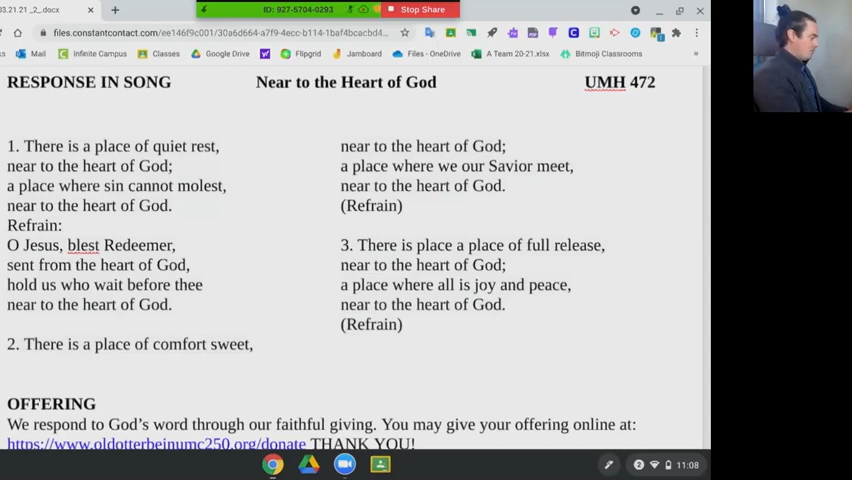 03.21.21 _2_.docx
ID: 927-5704-0293
Stop Share
files.constantcontact.com/ee146f9c001/30a6d664-a7f9-4ecc-b114-1baf4bcacbd4...
ks
Mail
Infinite Campus
Classes
Google Drive
Flipgrid
Jamboard
Files - OneDrive
A Team 20-21.xlsx
Bitmoji Classrooms
RESPONSE IN SONG Near to the Heart of God UMH 472
1. There is a place of quiet rest,
near to the heart of God;
a place where sin cannot molest,
near to the heart of God.
Refrain:
O Jesus, blest Redeemer,
sent from the heart of God,
hold us who wait before thee
near to the heart of God.
2. There is a place of comfort sweet,
near to the heart of God;
a place where we our Savior meet,
near to the heart of God.
(Refrain)
3. There is place a place of full release,
near to the heart of God;
a place where all is joy and peace,
near to the heart of God.
(Refrain)
OFFERING
We respond to God's word through our faithful giving. You may give your offering online at:
https://www.oldotterbeinumc250.org/donate THANK YOU!
2
11:08